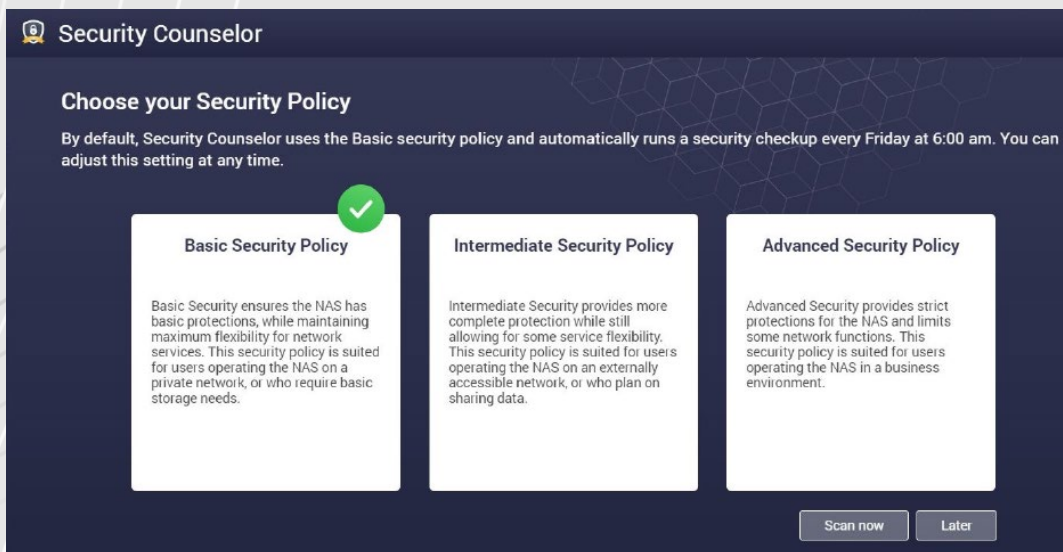 Security Counselor
Choose your Security Policy
By default, Security Counselor uses the Basic security policy and automatically runs a security checkup every Friday at 6:00 am. You can
adjust this setting at any time.
Basic Security Policy
Basic Security ensures the NAS has
basic protections, while maintaining
maximum flexibility for network
services. This security policy is suited
for users operating the NAS on a
private network, or who require basic
storage needs.
Intermediate Security Policy
Intermediate Security provides more
complete protection while still
allowing for some service flexibility.
This security policy is suited for users
operating the NAS on an externally
accessible network, or who plan on
sharing data.
Advanced Security Policy
Advanced Security provides strict
protections for the NAS and limits
some network functions. This
security policy is suited for users
operating the NAS in a business
environment.
Scan now
Later